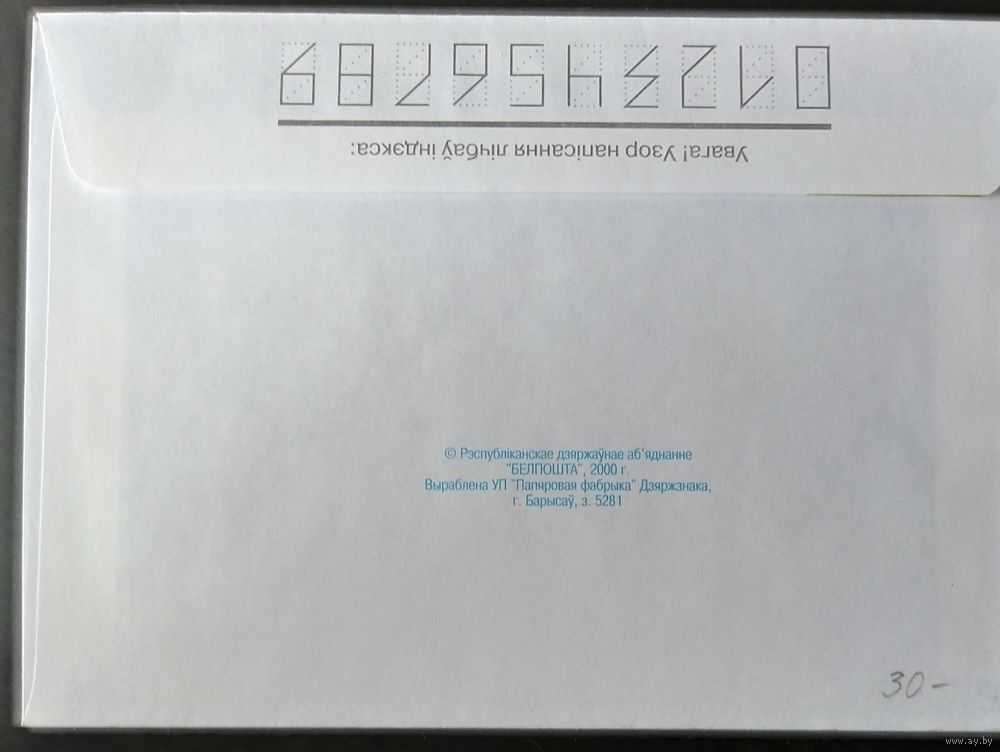 Увага! Узор напісання лічбаў індэкса:
0123456789
© Рэспубліканскае дзяржаўнае аб'яднанне
"БЕЛПОШТА", 2000 г.
Выраблена УП "Папяровая фабрыка" Дзяржзнака,
г. Барысаў, з. 5281
30-
www.ay.by